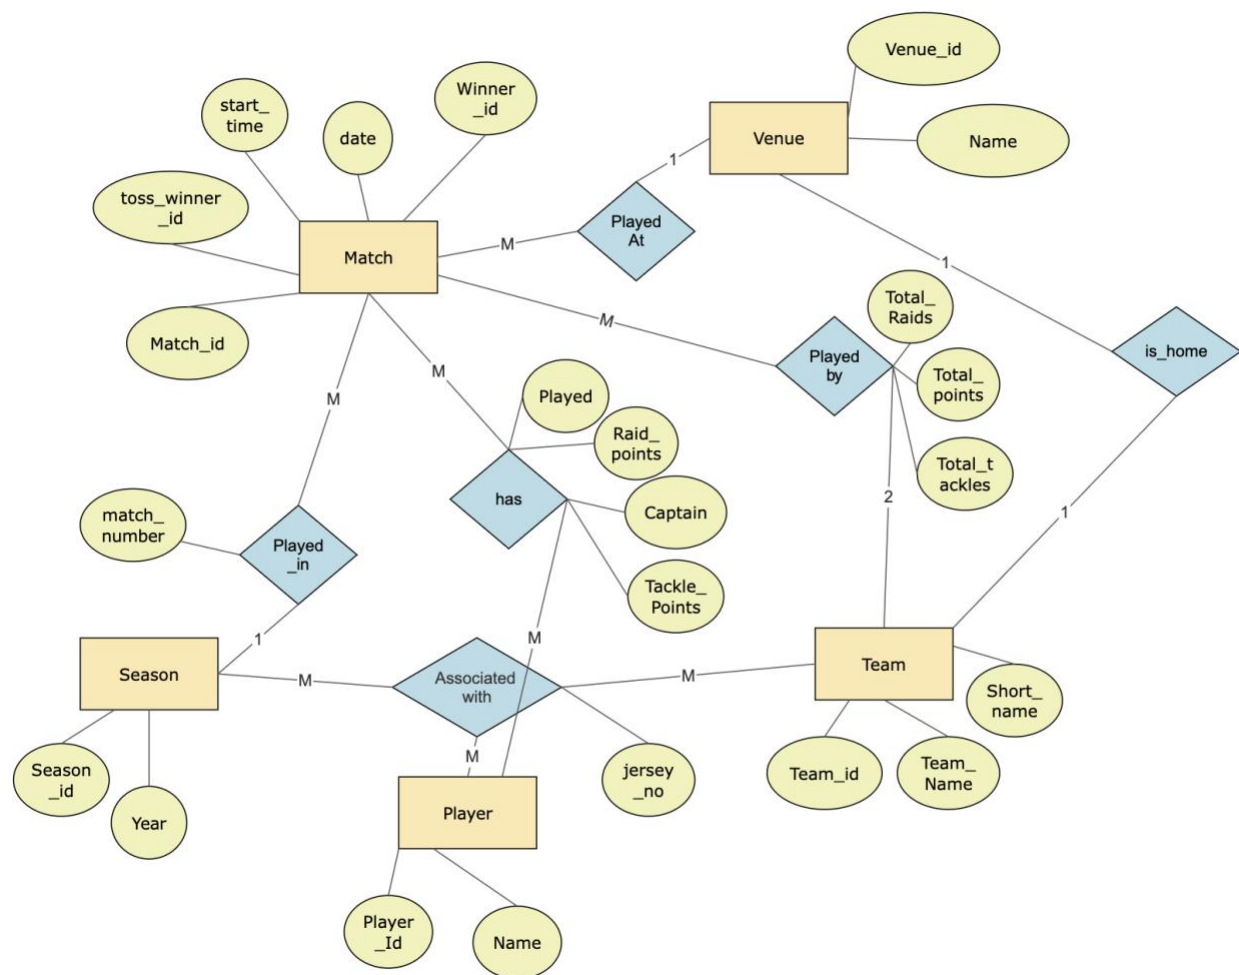 Venue_id
Winner
_id
start_
time
date
Venue
Name
1
toss_winner
_id
Played
At
M
Match
1
Total_
Raids
M
Match_id
Played
by
is_home
M
Total_
points
Played
M
Raid_
points
Total_t
ackles
2
has
Captain
1
match_
number
Played
_in
Tackle_
Points
1
M
Season
M
Associated
with
M
Team
Short_
name
M
Season
_id
jersey
_no
Team_id
Team_
Name
Year
Player
Player
_Id
Name